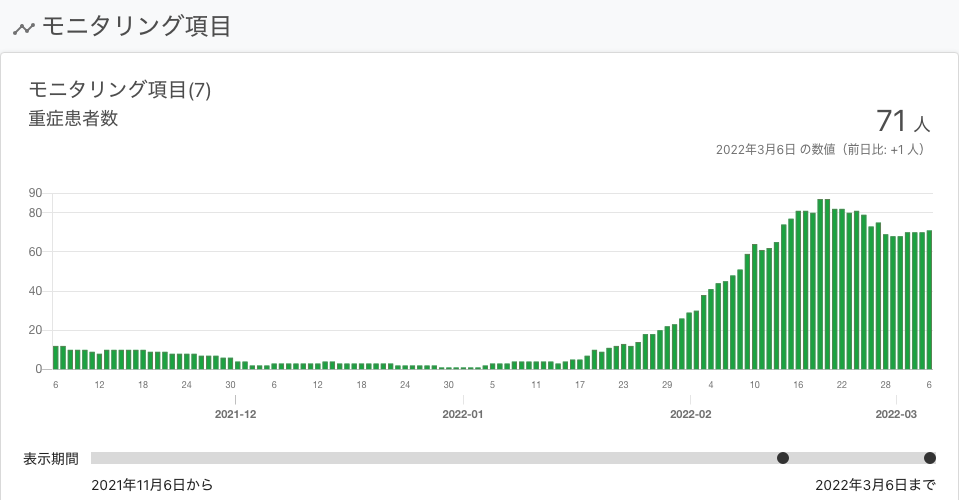 モニタリング項目
モニタリング項目(7)
重症患者数
71 人
2022年3月6日 の数値（前日比: +1 人）
90
80
60
40
20
0
6 12 18 24 30 6 12 18 24 30 5 11 17 23 29 4 10 16 22 28 6
2021-12 2022-01 2022-02 2022-03
表示期間
2021年11月6日から 2022年3月6日まで